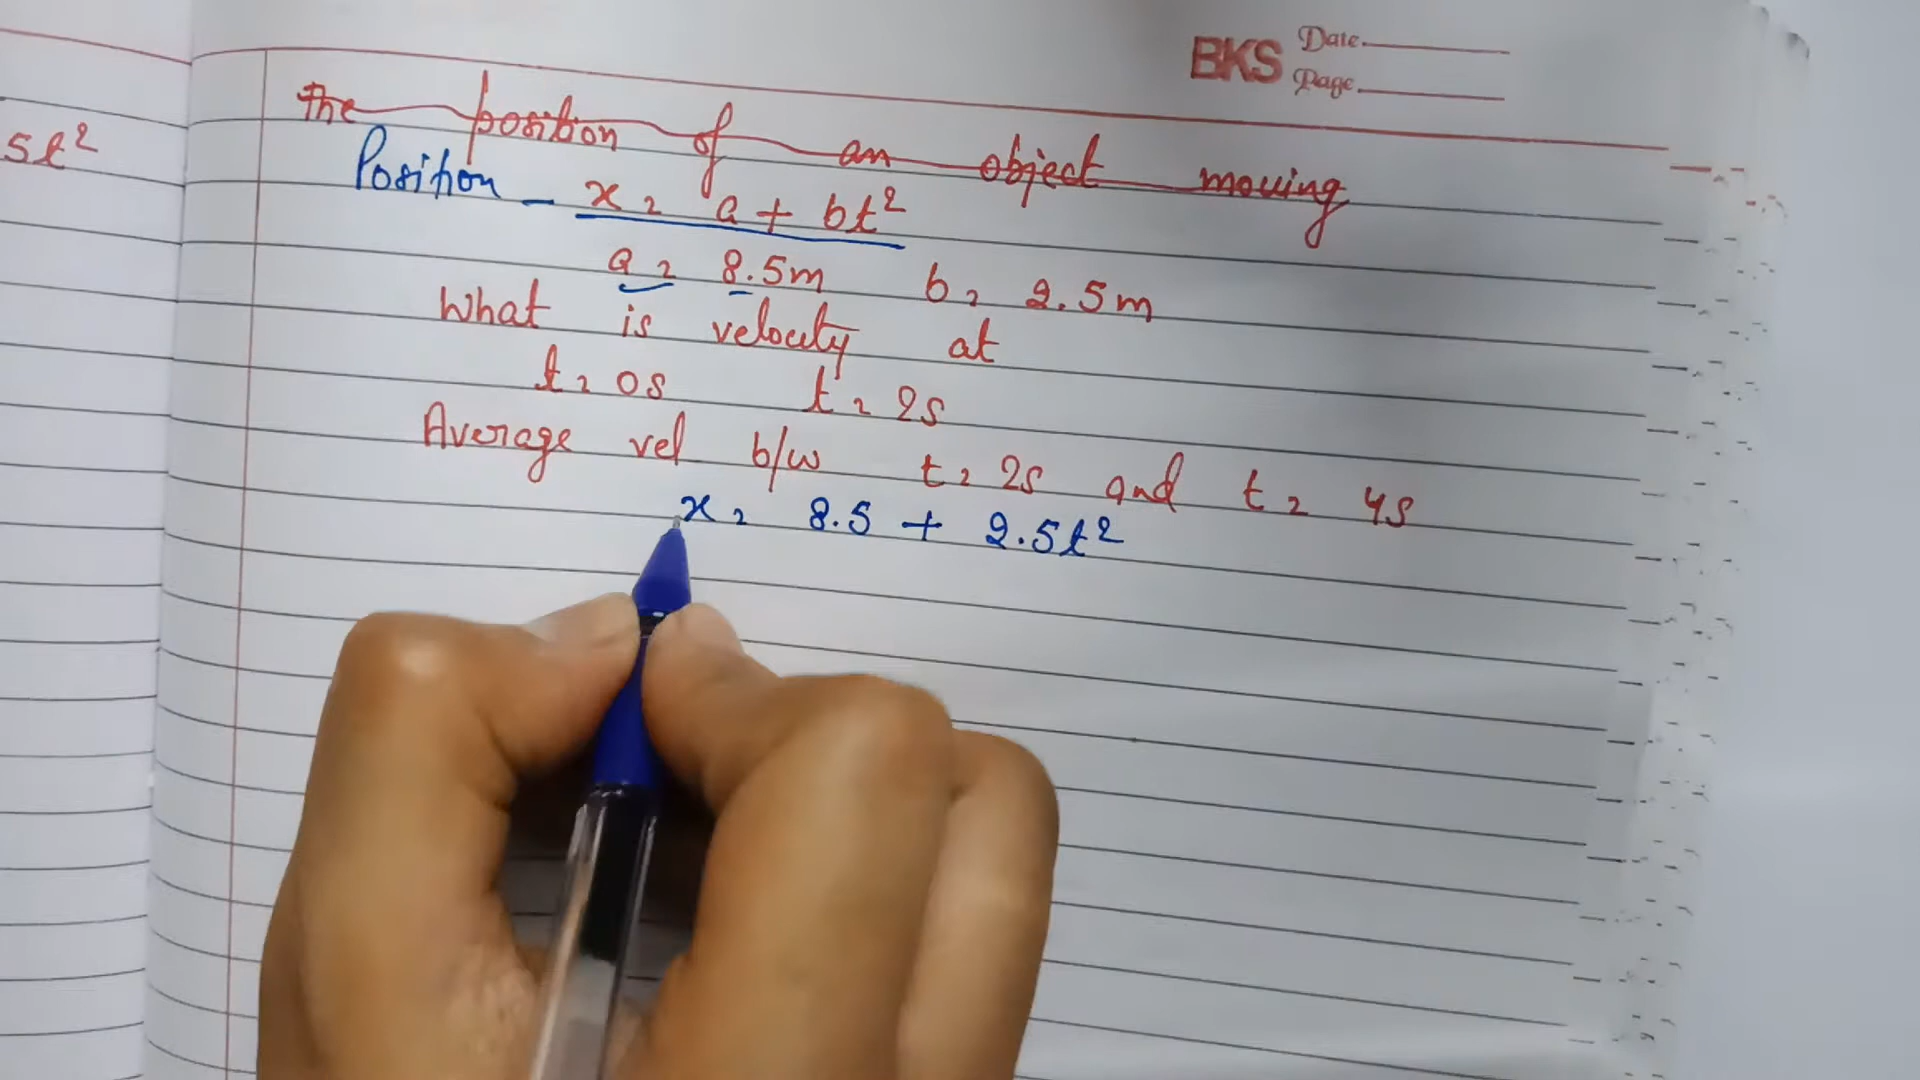 BKS Date
Page
5t²
The position of an object moving
Position - x = a + bt²
a = 8.5m b = 2.5m
What is velocity at
t = 0s t = 2s
Average vel b/w t = 2s and t = 4s
x = 8.5 + 2.5t²